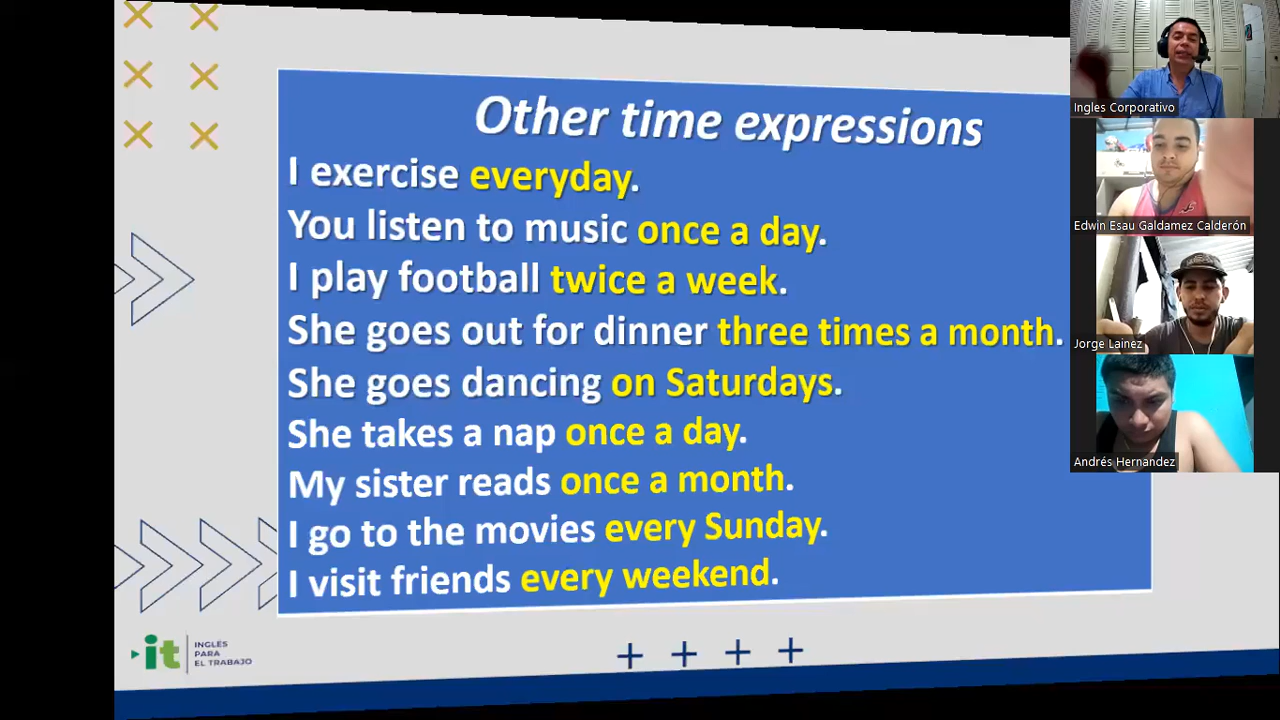 Other time expressions
I exercise everyday.
You listen to music once a day.
I play football twice a week.
She goes out for dinner three times a month.
She goes dancing on Saturdays.
She takes a nap once a day.
My sister reads once a month.
I go to the movies every Sunday.
I visit friends every weekend.
it
INGLES
PARA
EL TRABAJO
Ingles Corporativo
Edwin Esau Galdamez Calderón
Jorge Lainez
Andrés Hernandez